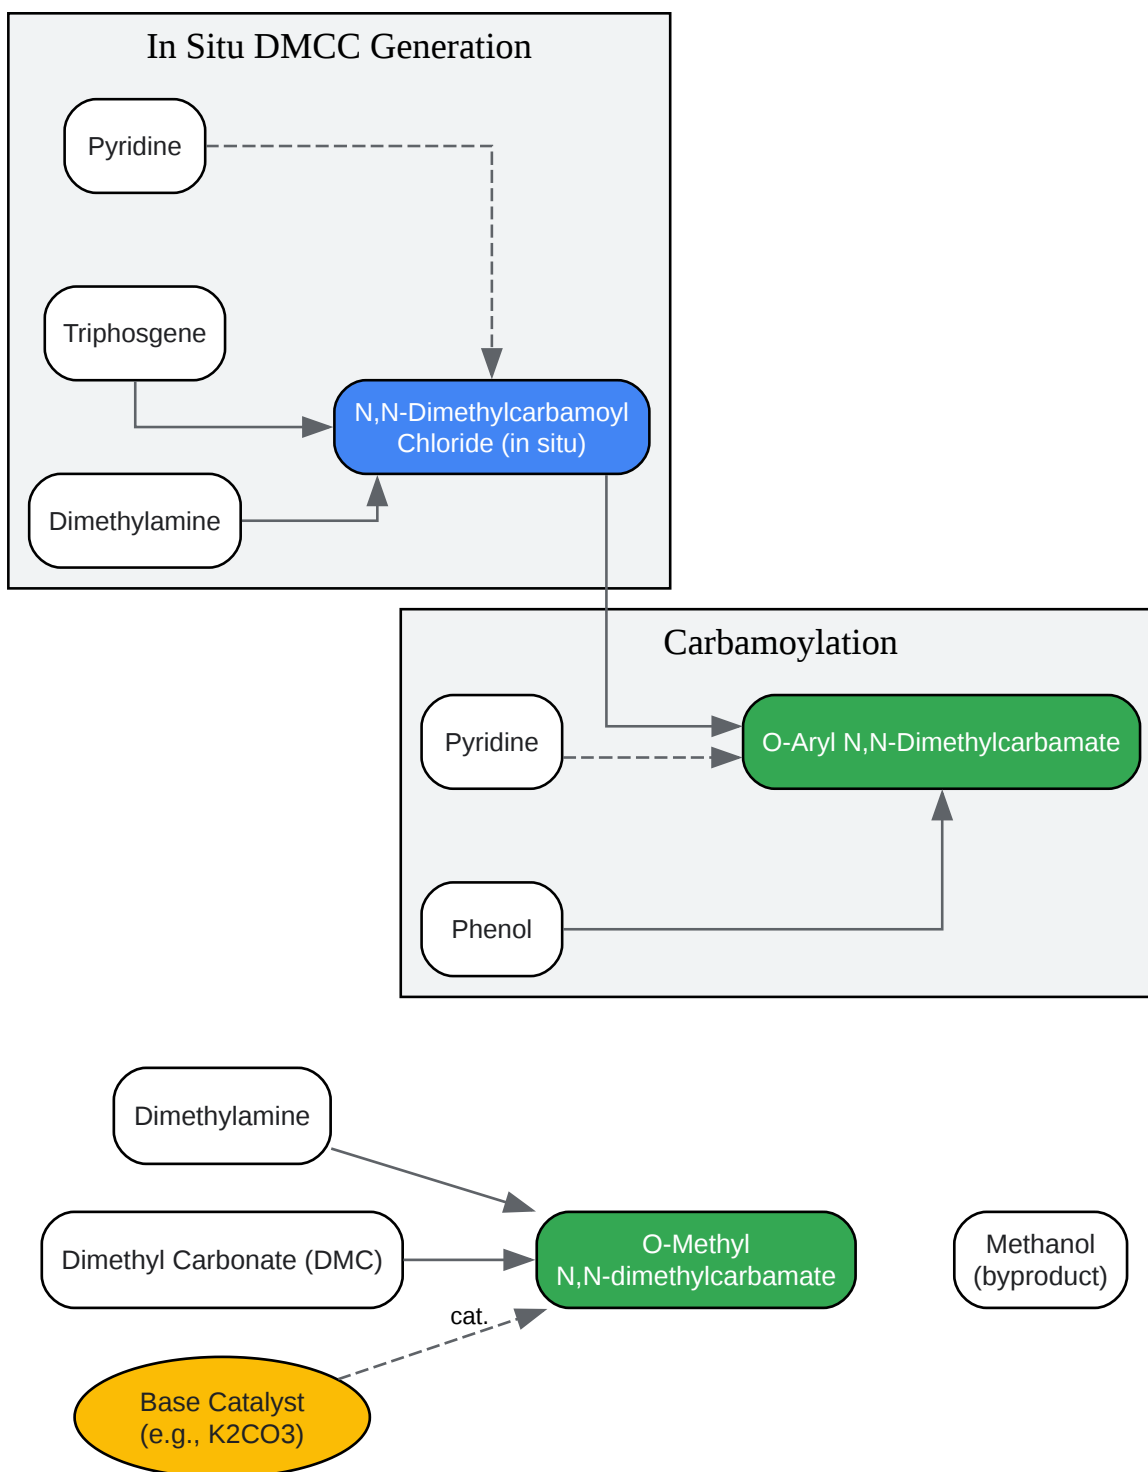 In Situ DMCC Generation
Pyridine
Triphosgene
N,N-Dimethylcarbamoyl
Chloride (in situ)
Dimethylamine
Carbamoylation
Pyridine
O-Aryl N,N-Dimethylcarbamate
Phenol
Dimethylamine
Dimethyl Carbonate (DMC)
O-Methyl
N,N-dimethylcarbamate
Methanol
(byproduct)
cat.
Base Catalyst
(e.g., K2CO3)